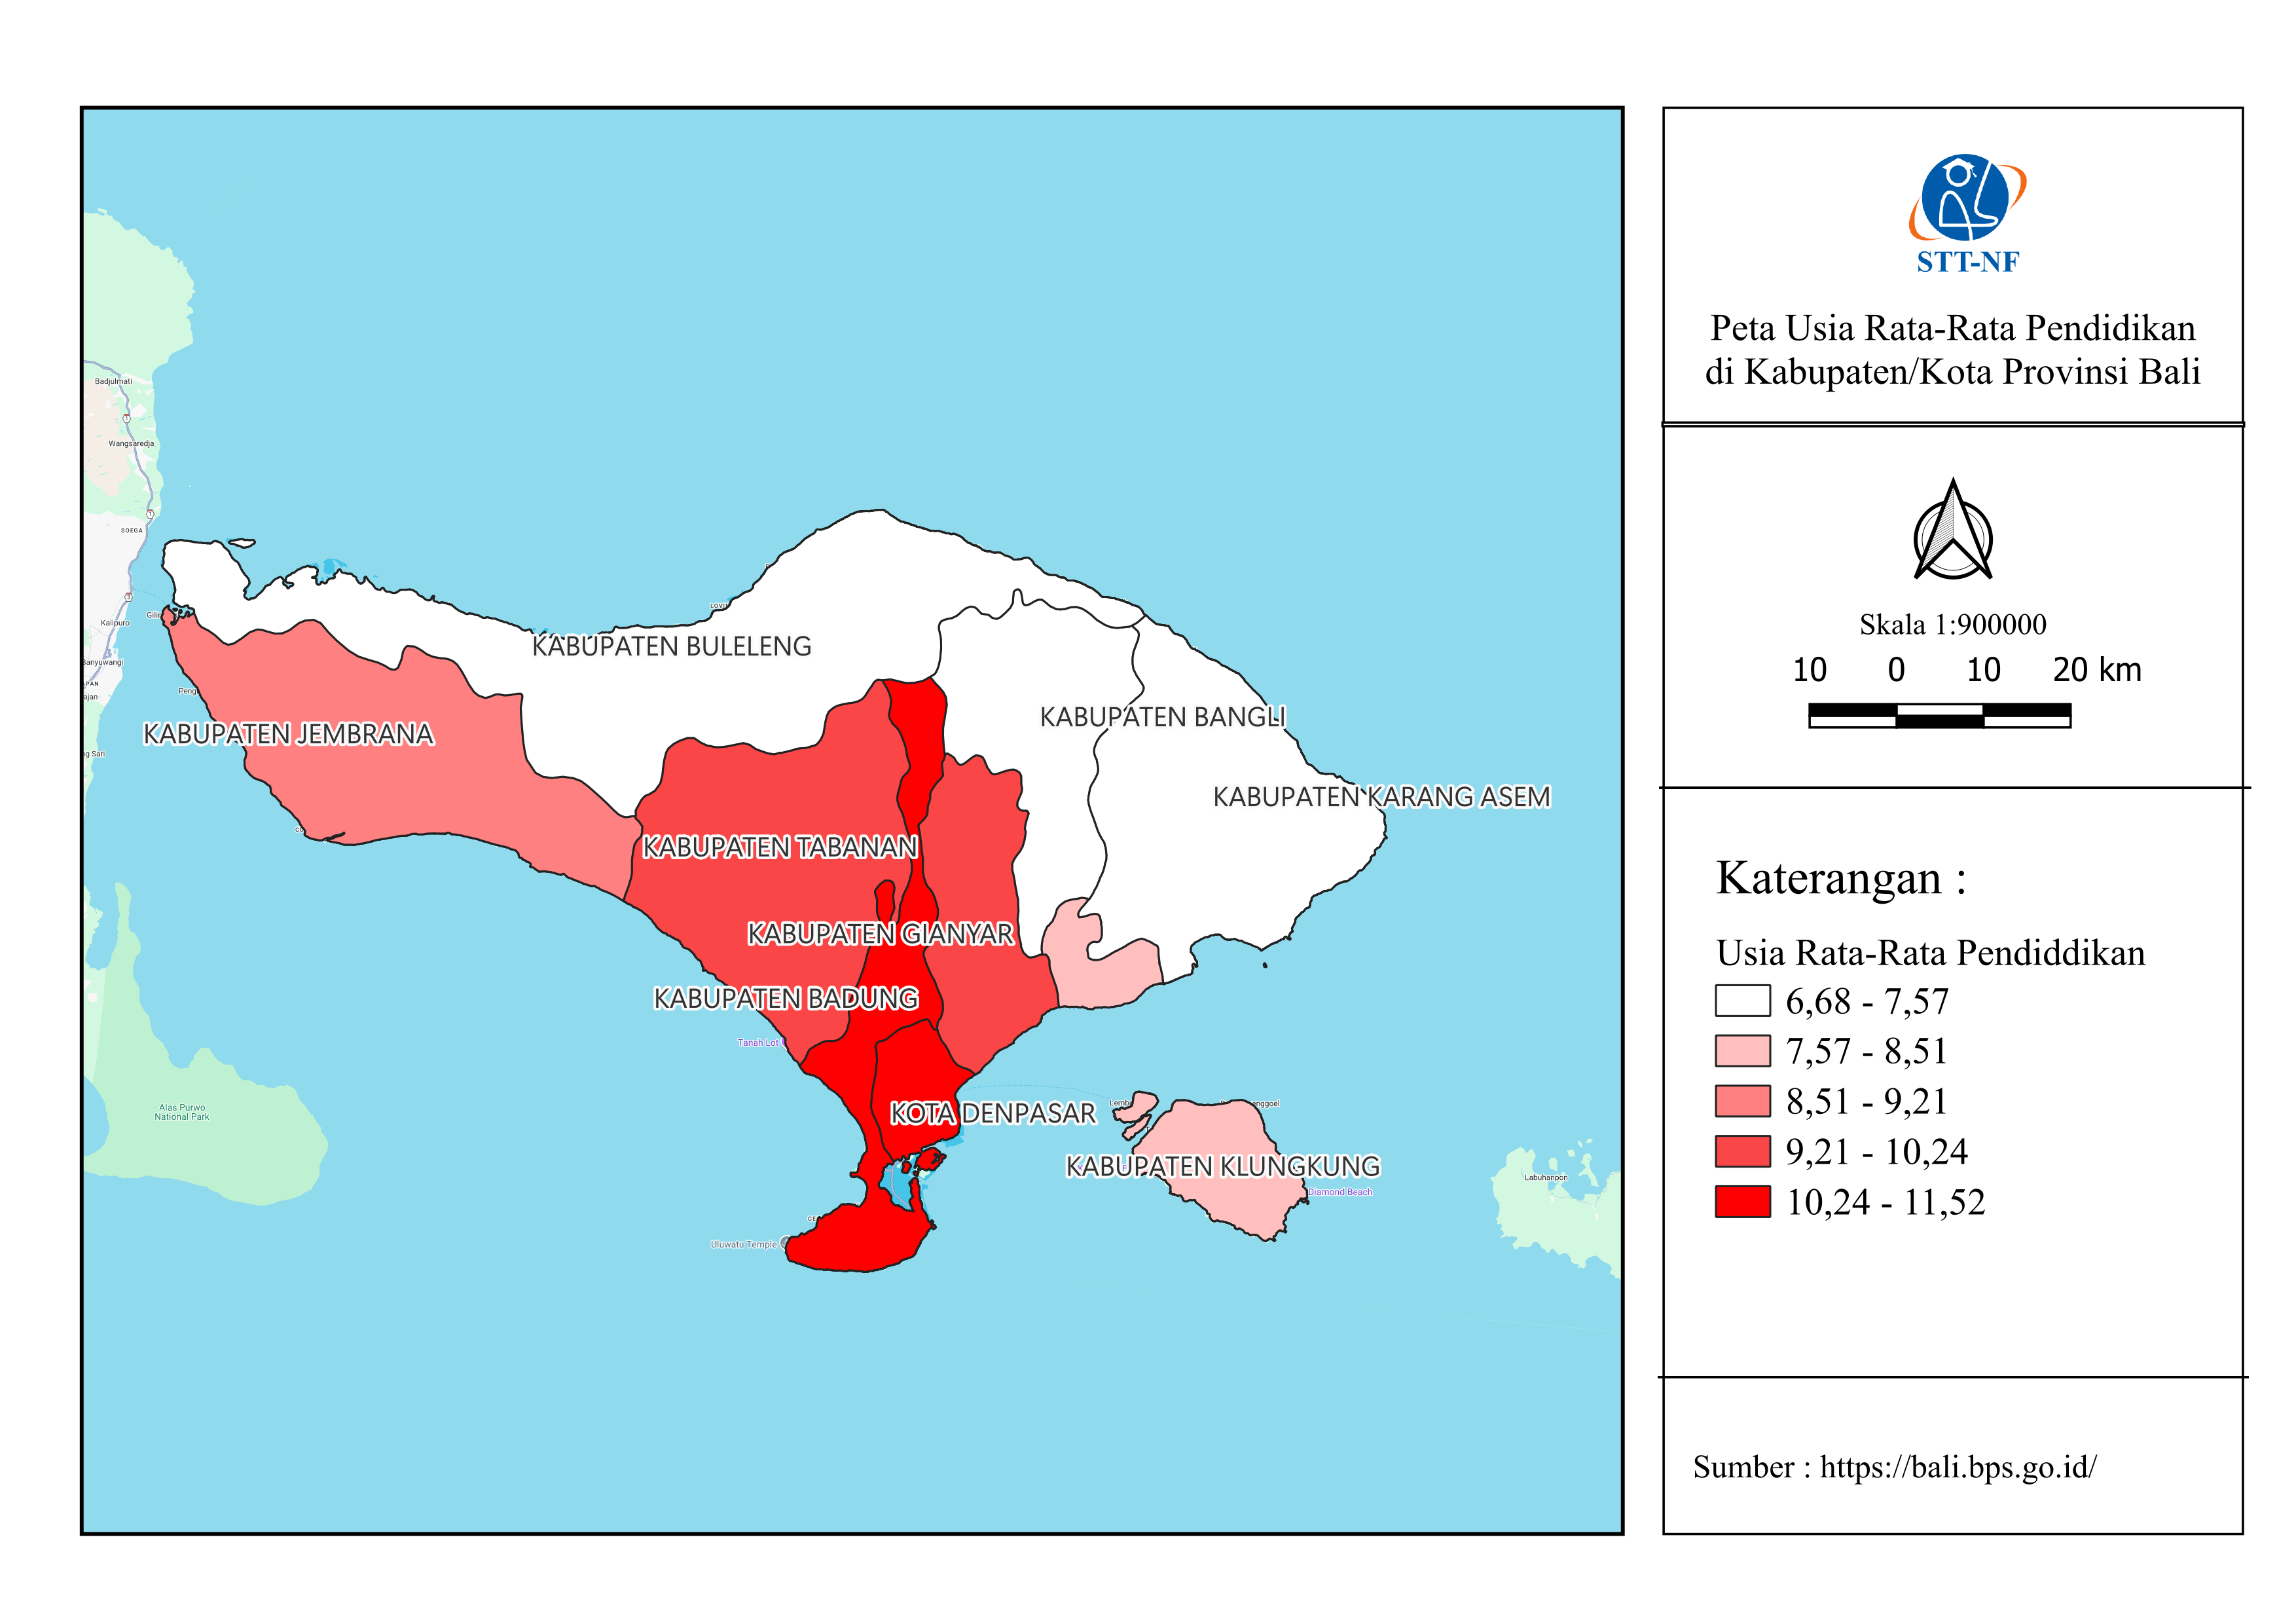 STT-NF
Peta Usia Rata-Rata Pendidikan
di Kabupaten/Kota Provinsi Bali
Skala 1:900000
10 0 10 20 km
Katerangan :
Usia Rata-Rata Pendiddikan
6,68 - 7,57
7,57 - 8,51
8,51 - 9,21
9,21 - 10,24
10,24 - 11,52
Sumber : https://bali.bps.go.id/
Badjulmati
1
Wangsaredja
1
SOEGA
3
Kalipuro
KABUPATEN BULELENG
KABUPATEN BANGLI
KABUPATEN JEMBRANA
KABUPATEN KARANG ASEM
KABUPATEN TABANAN
KABUPATEN GIANYAR
KABUPATEN BADUNG
Tanah Lot
Alas Purwo
National Park
KOTA DENPASAR
KABUPATEN KLUNGKUNG
Labuhanpon
Diamond Beach
Uluwatu Temple